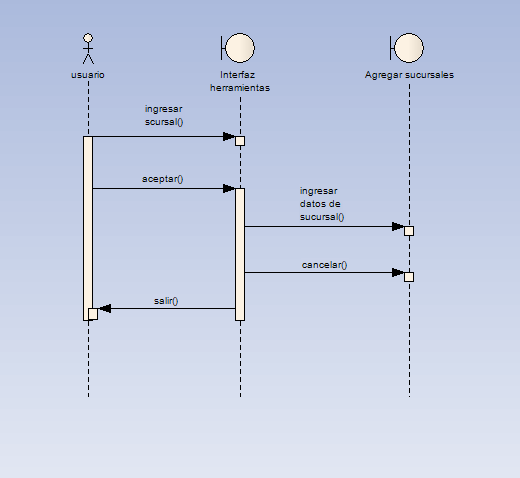 usuario
Interfaz
herramientas
Agregar sucursales
ingresar
scursal()
aceptar()
ingresar
datos de
sucursal()
cancelar()
salir()